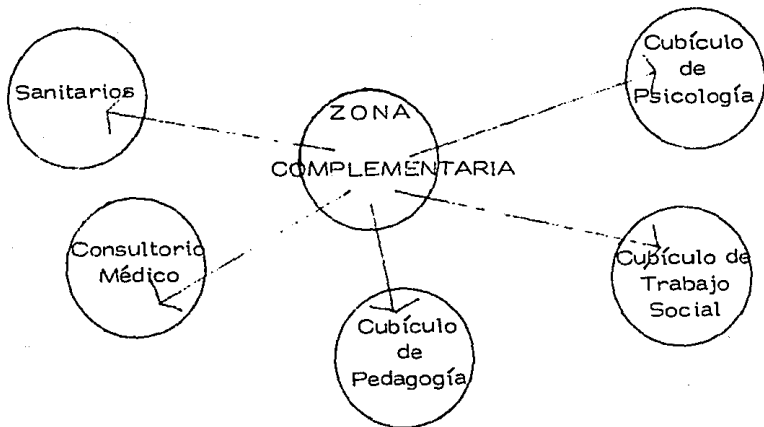 Sanitarios
ZONA
COMPLEMENTARIA
Cubículo
de
Psicología
Consultorio
Médico
Cubículo
de
Pedagogía
Cubículo de
Trabajo
Social